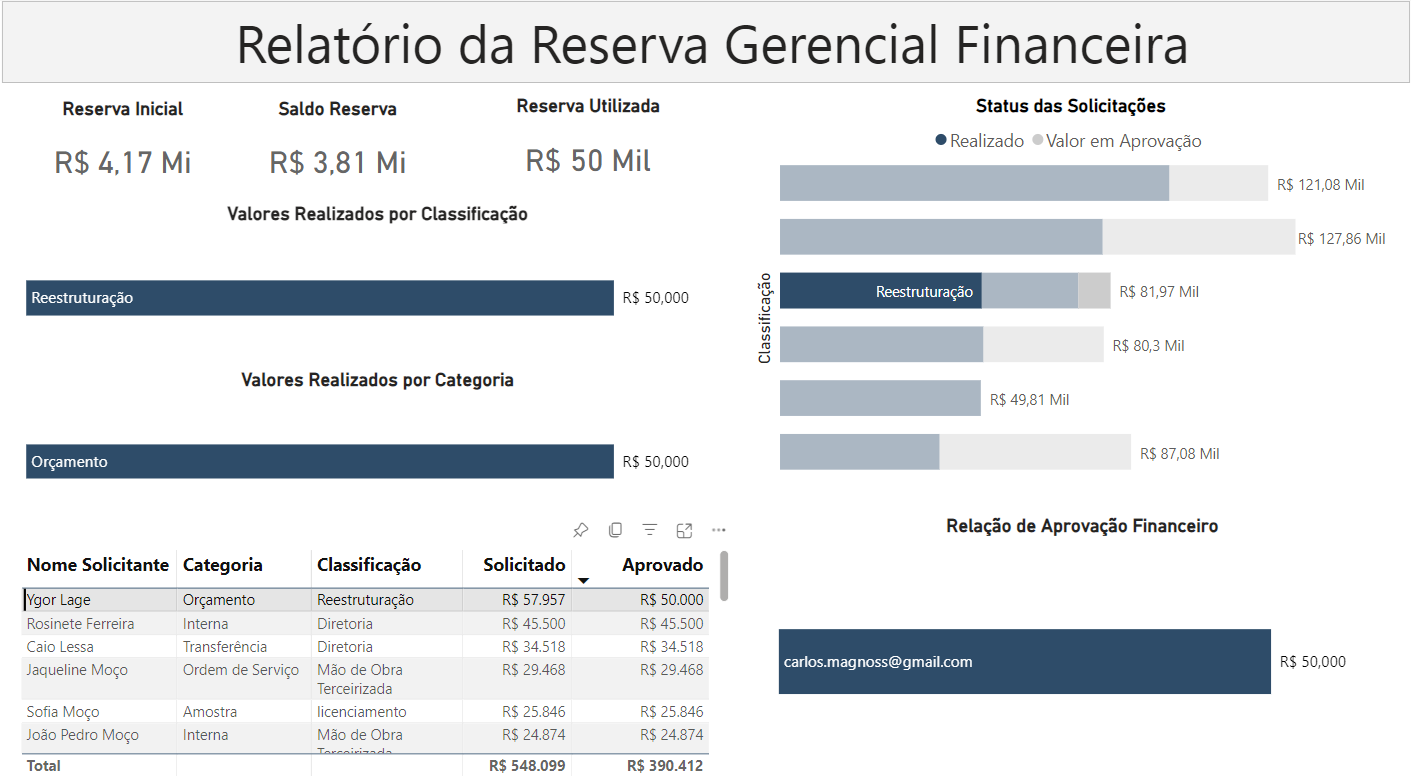 Relatório da Reserva Gerencial Financeira
Reserva Inicial
Saldo Reserva
Reserva Utilizada
R$ 4,17 Mi
R$ 3,81 Mi
R$ 50 Mil
Valores Realizados por Classificação
Reestruturação
R$ 50,000
Valores Realizados por Categoria
Orçamento
R$ 50,000
Nome Solicitante Categoria Classificação Solicitado Aprovado
Ygor Lage Orçamento Reestruturação R$ 57.957 R$ 50.000
Rosinete Ferreira Interna Diretoria R$ 45.500 R$ 45.500
Caio Lessa Transferência Diretoria R$ 34.518 R$ 34.518
Jaqueline Moço Ordem de Serviço Mão de Obra R$ 29.468 R$ 29.468
Terceirizada
Sofia Moço Amostra licenciamento R$ 25.846 R$ 25.846
João Pedro Moço Interna Mão de Obra R$ 24.874 R$ 24.874
Terceirizada
Total R$ 548.099 R$ 390.412
Status das Solicitações
Realizado Valor em Aprovação
Classificação
R$ 121,08 Mil
R$ 127,86 Mil
Reestruturação R$ 81,97 Mil
R$ 80,3 Mil
R$ 49,81 Mil
R$ 87,08 Mil
Relação de Aprovação Financeiro
carlos.magnoss@gmail.com R$ 50,000